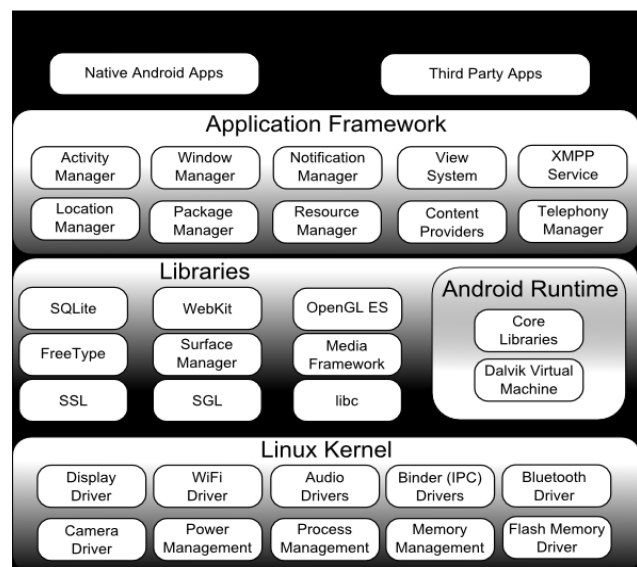 Native Android Apps
Third Party Apps
Application Framework
Activity
Manager
Window
Manager
Notification
Manager
View
System
XMPP
Service
Location
Manager
Package
Manager
Resource
Manager
Content
Providers
Telephony
Manager
Libraries
SQLite
WebKit
OpenGL ES
FreeType
Surface
Manager
Media
Framework
SSL
SGL
libc
Android Runtime
Core
Libraries
Dalvik Virtual
Machine
Linux Kernel
Display
Driver
WiFi
Driver
Audio
Drivers
Binder (IPC)
Drivers
Bluetooth
Driver
Camera
Driver
Power
Management
Process
Management
Memory
Management
Flash Memory
Driver